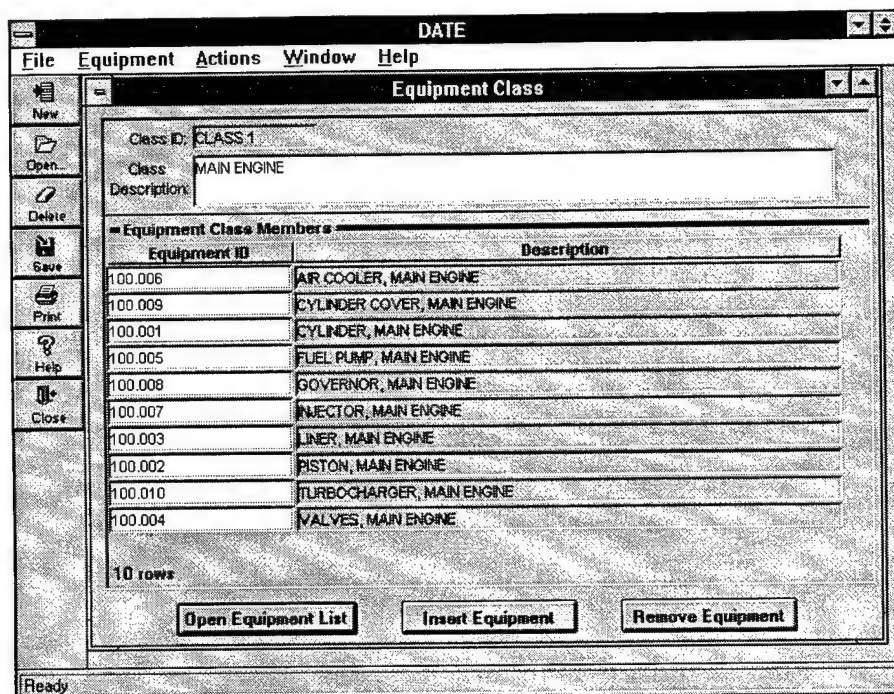 DATE
File Equipment Actions Window Help
Equipment Class
New
Open...
Delete
Save
Print
Help
Close
Class ID: CLASS 1
Class Description: MAIN ENGINE
Equipment Class Members
Equipment ID Description
100.006 AIR COOLER, MAIN ENGINE
100.009 CYLINDER COVER, MAIN ENGINE
100.001 CYLINDER, MAIN ENGINE
100.005 FUEL PUMP, MAIN ENGINE
100.008 GOVERNOR, MAIN ENGINE
100.007 INJECTOR, MAIN ENGINE
100.003 LINER, MAIN ENGINE
100.002 PISTON, MAIN ENGINE
100.010 TURBOCHARGER, MAIN ENGINE
100.004 VALVES, MAIN ENGINE
10 rows
Open Equipment List Insert Equipment Remove Equipment
Ready